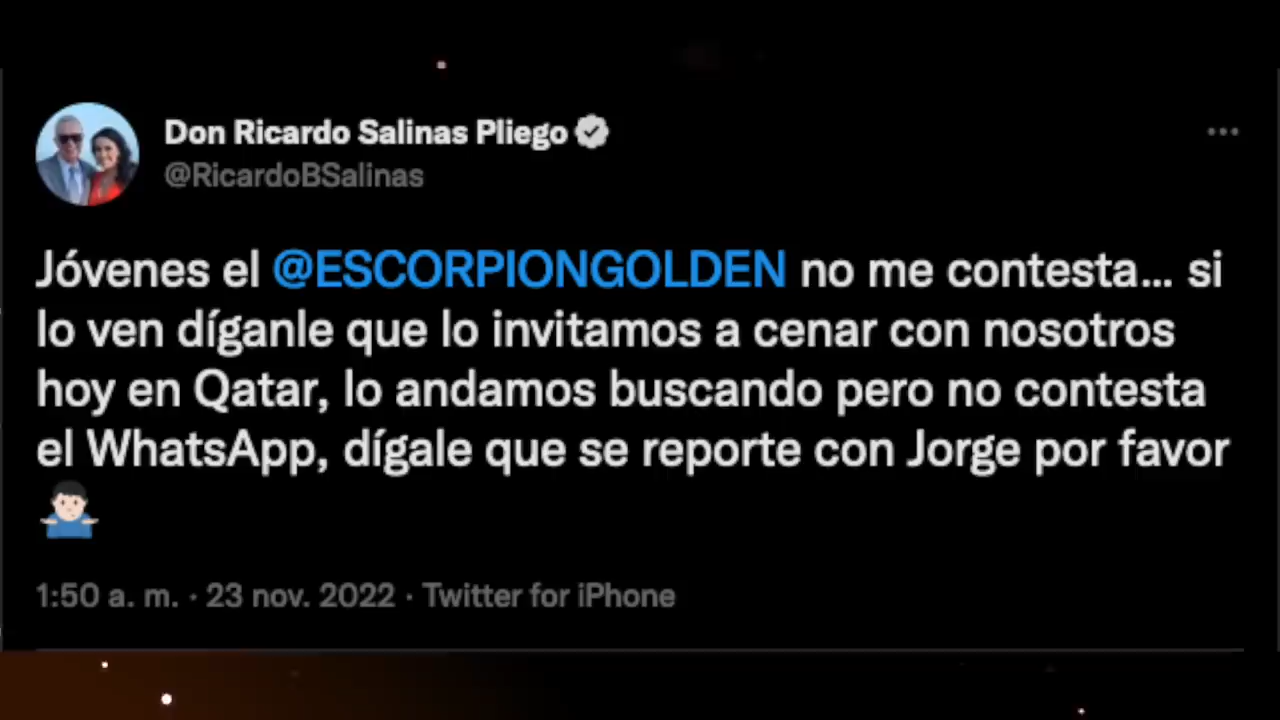 Don Ricardo Salinas Pliego
@RicardoBSalinas
Jóvenes el @ESCORPIONGOLDEN no me contesta... si
lo ven díganle que lo invitamos a cenar con nosotros
hoy en Qatar, lo andamos buscando pero no contesta
el WhatsApp, dígale que se reporte con Jorge por favor
🤷🏻‍♂️
1:50 a. m. · 23 nov. 2022 · Twitter for iPhone